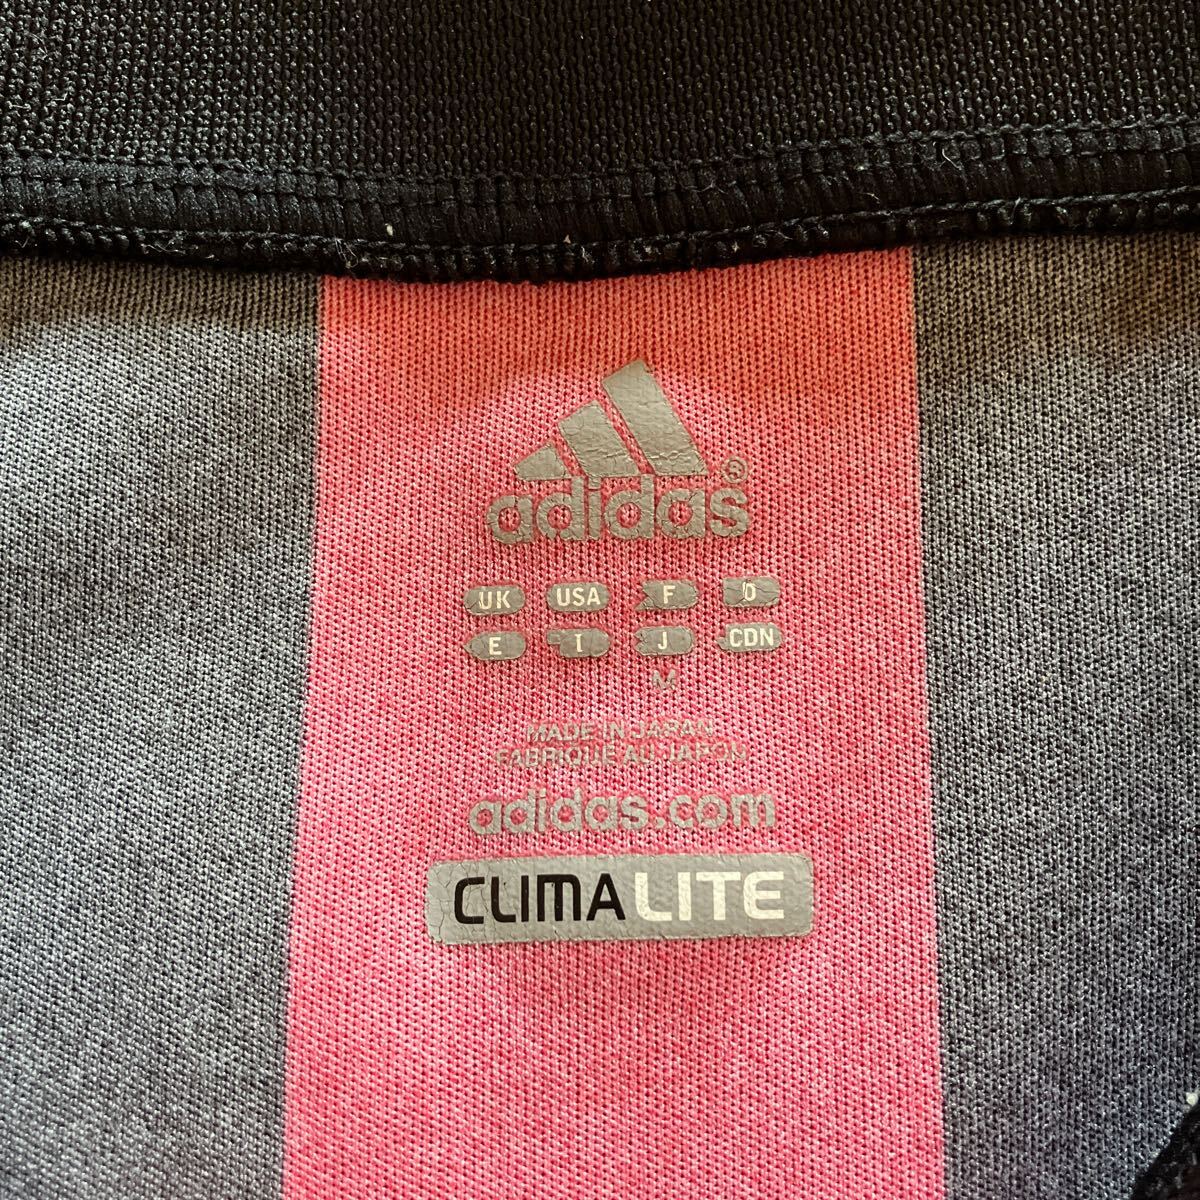 adidas®
UK USA F D
E I J CDN
M
MADE IN JAPAN
FABRIQUE AU JAPON
adidas.com
CLIMALITE